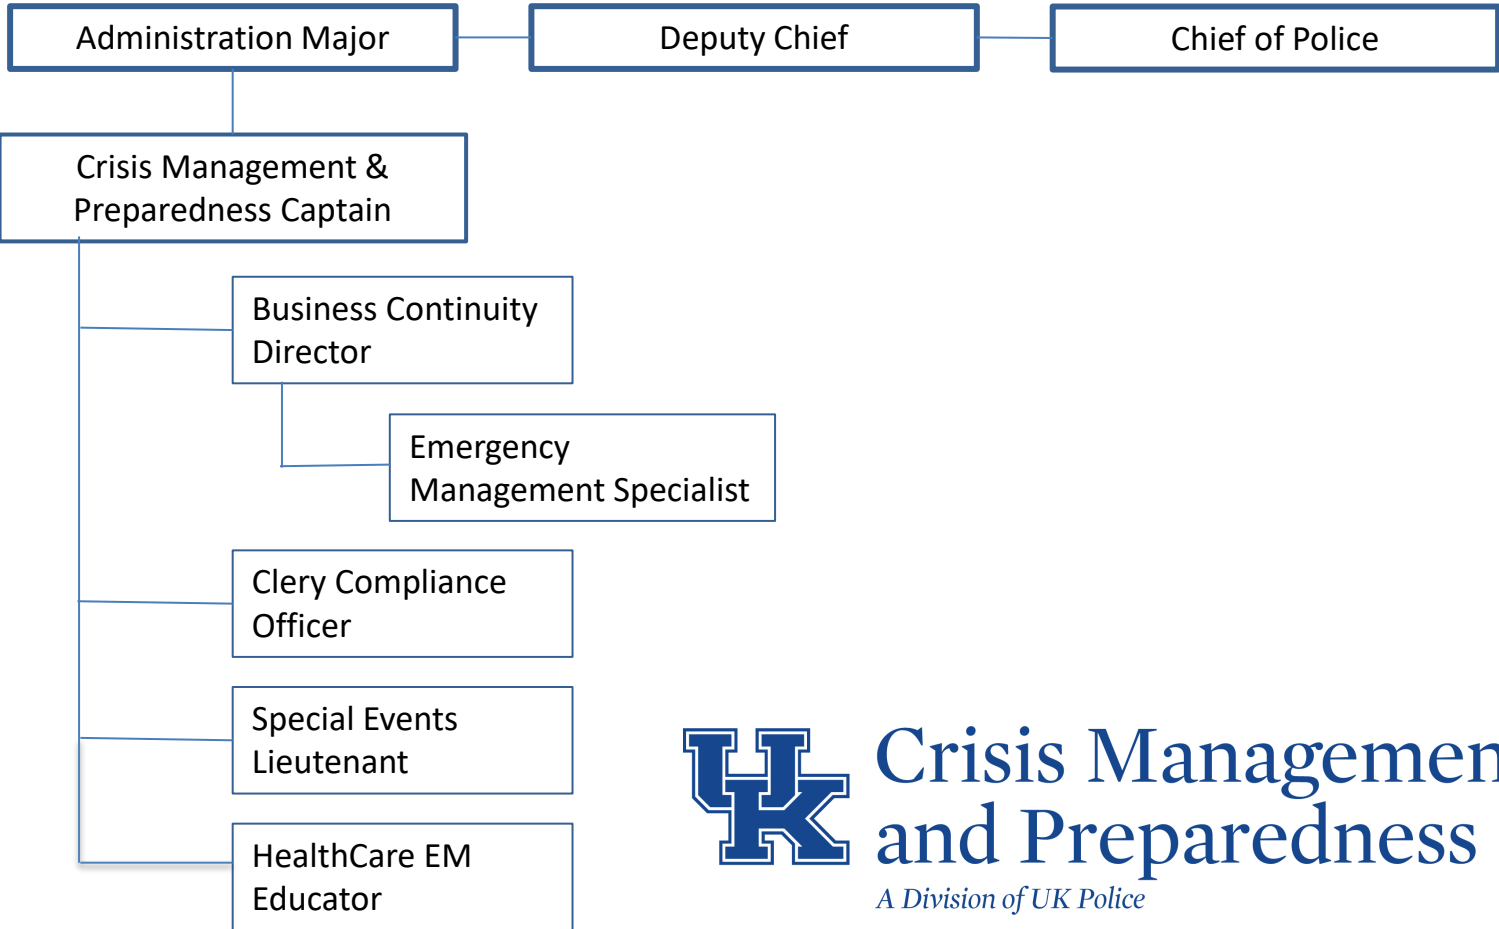 Administration Major
Deputy Chief
Chief of Police
Crisis Management &
Preparedness Captain
Business Continuity
Director
Emergency
Management Specialist
Clery Compliance
Officer
Special Events
Lieutenant
HealthCare EM
Educator
UK
Crisis Managemen
and Preparedness
A Division of UK Police